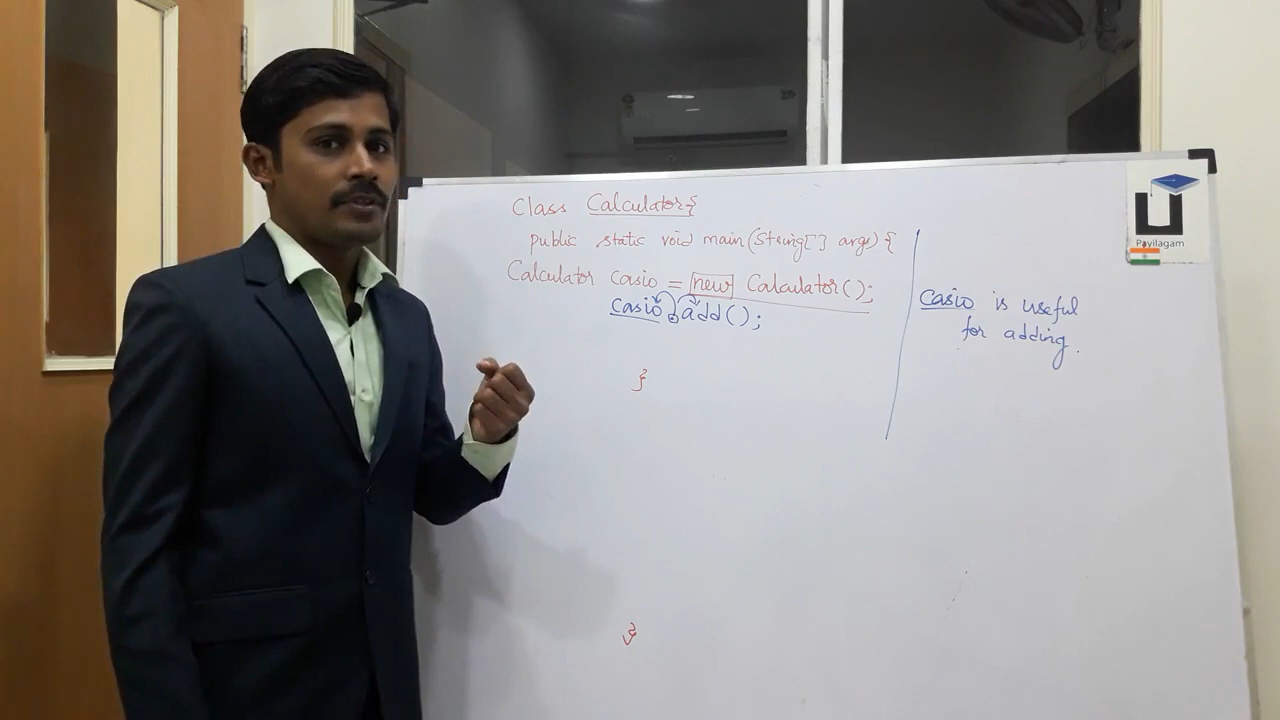 Class Calculator{
public static void main(String[] args) {
Calculator casio = new Calculator();
casio.add();
}
}
casio is useful
for adding.
Payilagam